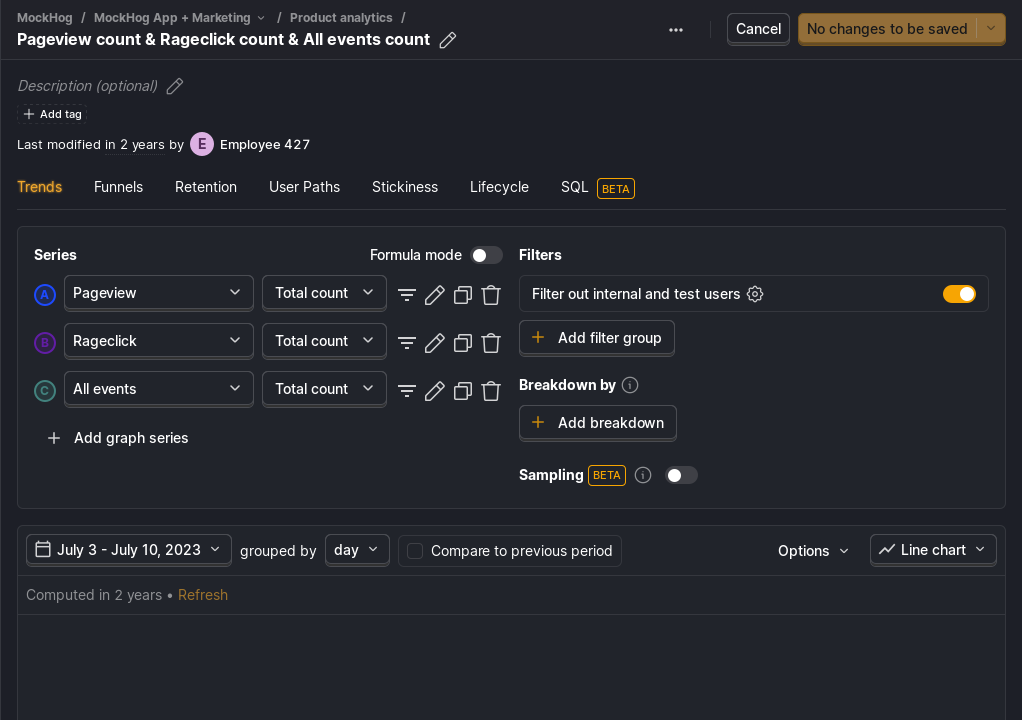 MockHog / MockHog App + Marketing / Product analytics /
Pageview count & Rageclick count & All events count
Cancel
No changes to be saved
Description (optional)
Add tag
Last modified in 2 years by E Employee 427
Trends Funnels Retention User Paths Stickiness Lifecycle SQL BETA
Series
Formula mode
A Pageview Total count
B Rageclick Total count
C All events Total count
Add graph series
Filters
Filter out internal and test users
Add filter group
Breakdown by
Add breakdown
Sampling BETA
July 3 - July 10, 2023 grouped by day Compare to previous period Options Line chart
Computed in 2 years • Refresh